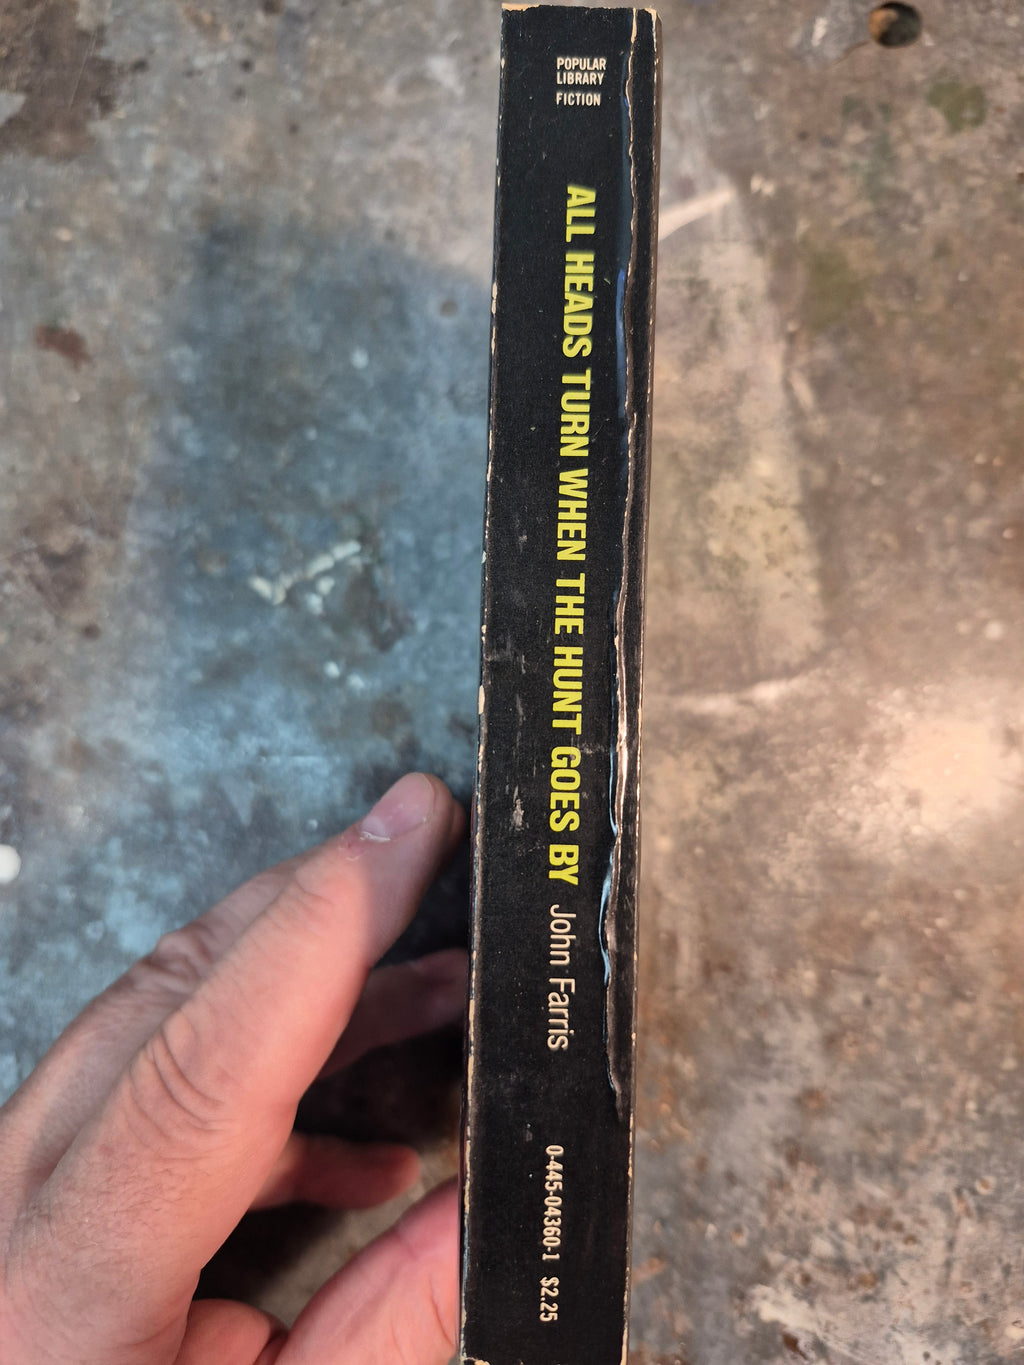 POPULAR
LIBRARY
FICTION
ALL HEADS TURN WHEN THE HUNT GOES BY John Farris
0-445-04360-1 $2.25